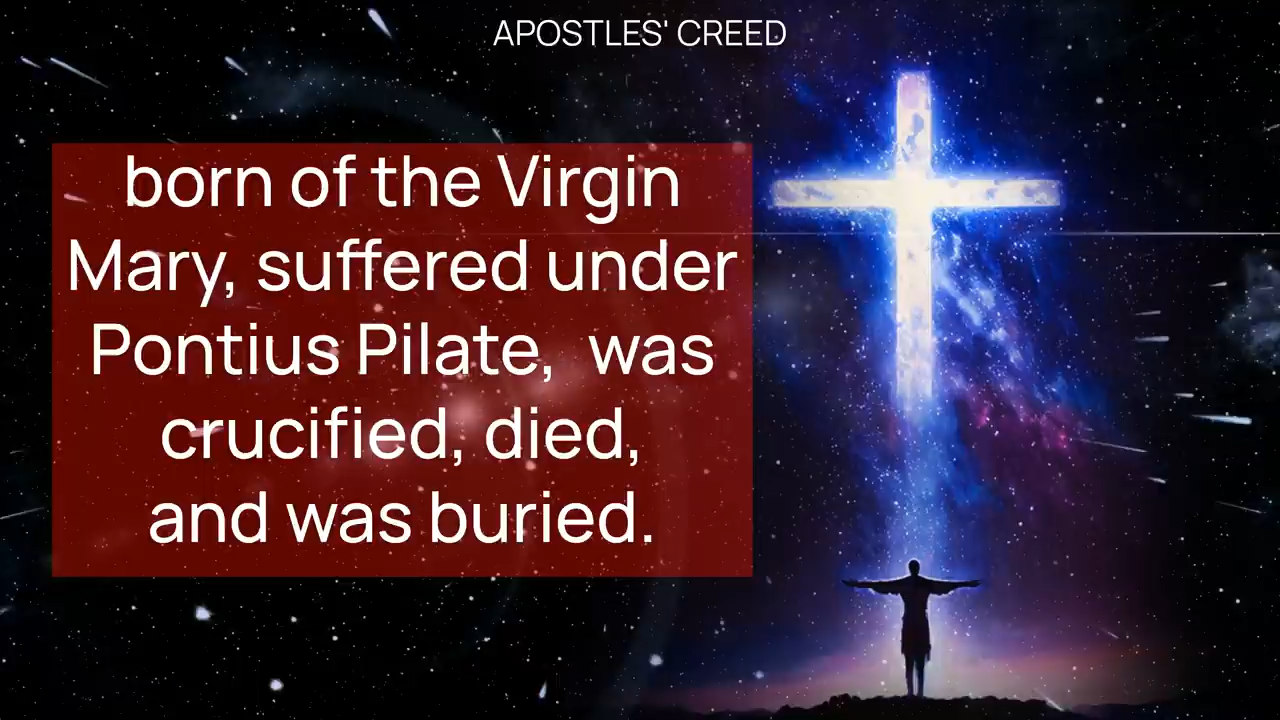 APOSTLES' CREED
born of the Virgin
Mary, suffered under
Pontius Pilate,  was
crucified, died,
and was buried.